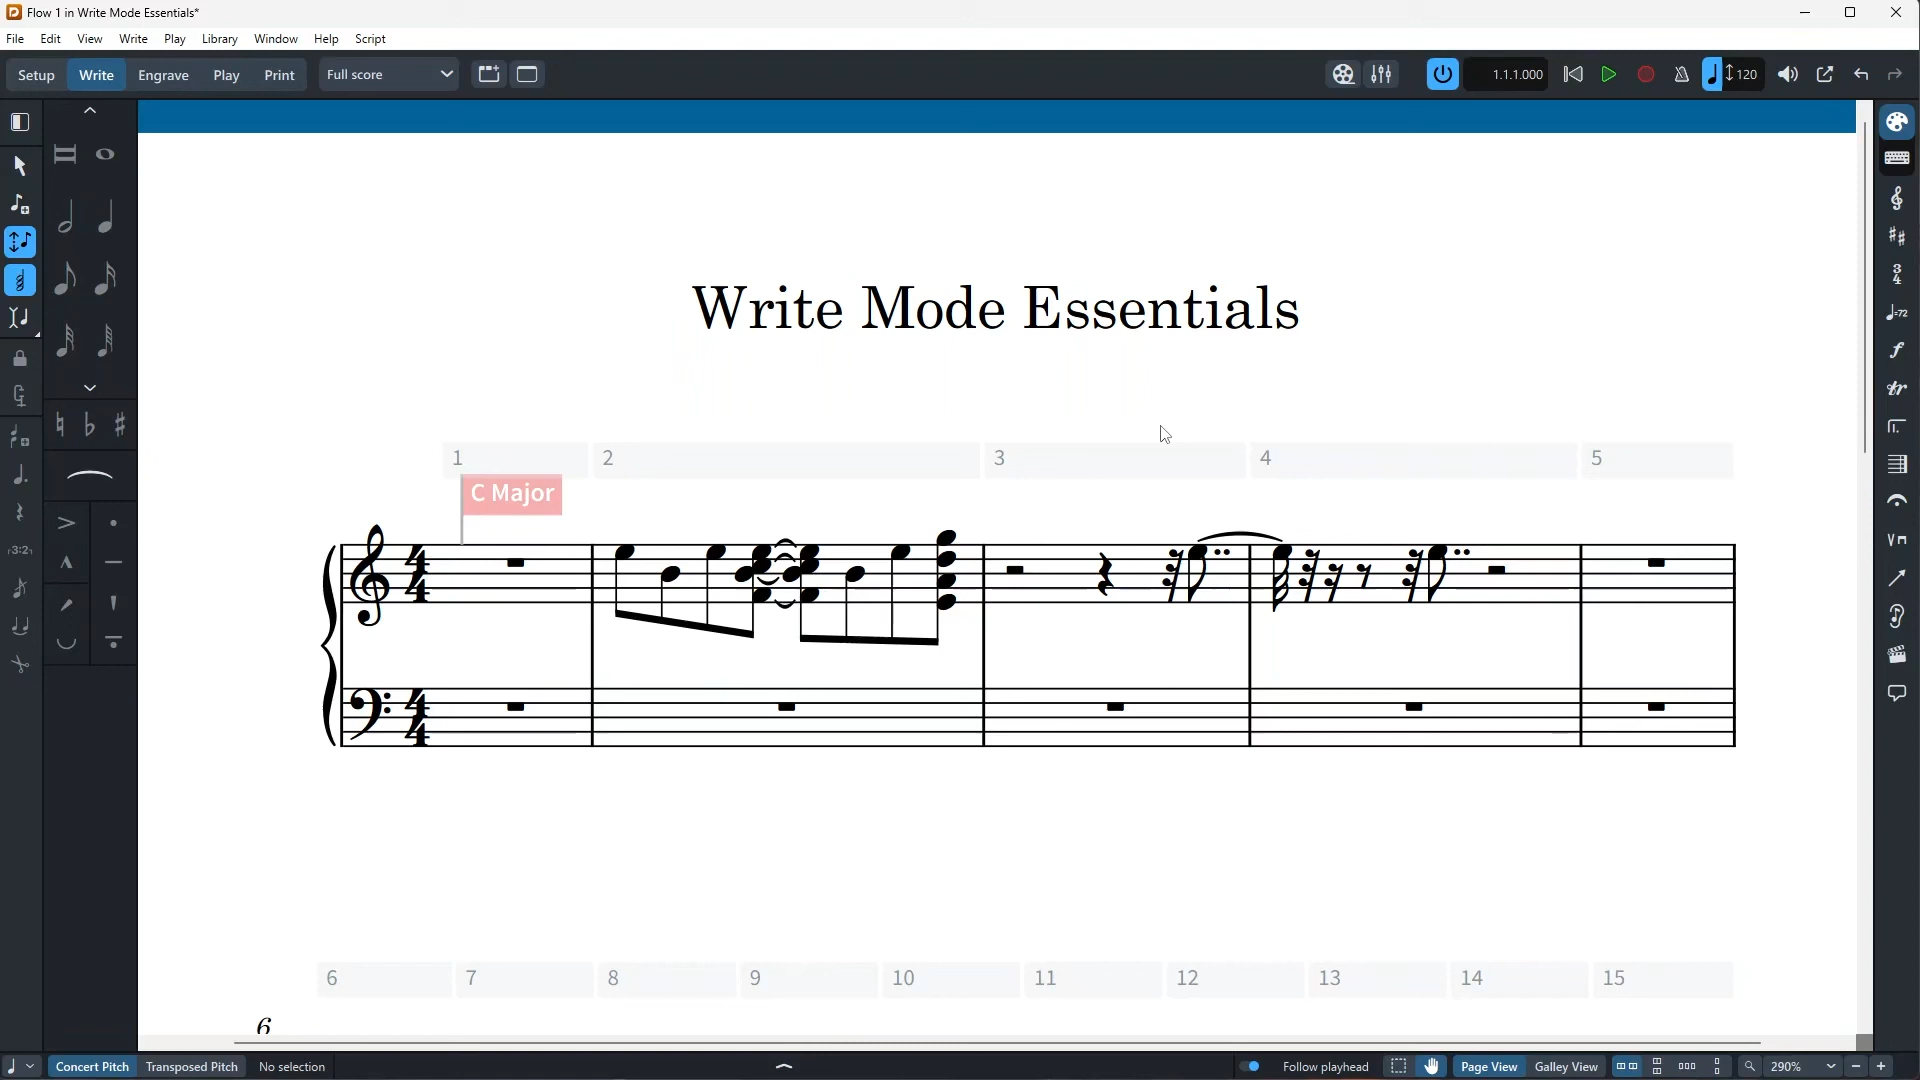 Flow 1 in Write Mode Essentials*
File Edit View Write Play Library Window Help Script
Setup Write Engrave Play Print Full score 1.1.1.000 120
Write Mode Essentials
1 2 3 4 5
C Major
6 7 8 9 10 11 12 13 14 15
6
Concert Pitch Transposed Pitch No selection Follow playhead Page View Galley View 290%